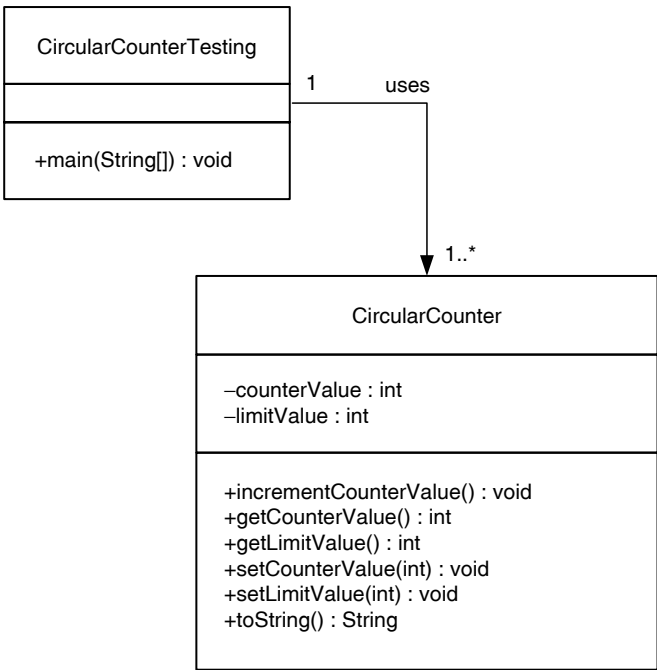 CircularCounterTesting
1 uses
+main(String[]) : void
1..*
CircularCounter
–counterValue : int
–limitValue : int
+incrementCounterValue() : void
+getCounterValue() : int
+getLimitValue() : int
+setCounterValue(int) : void
+setLimitValue(int) : void
+toString() : String